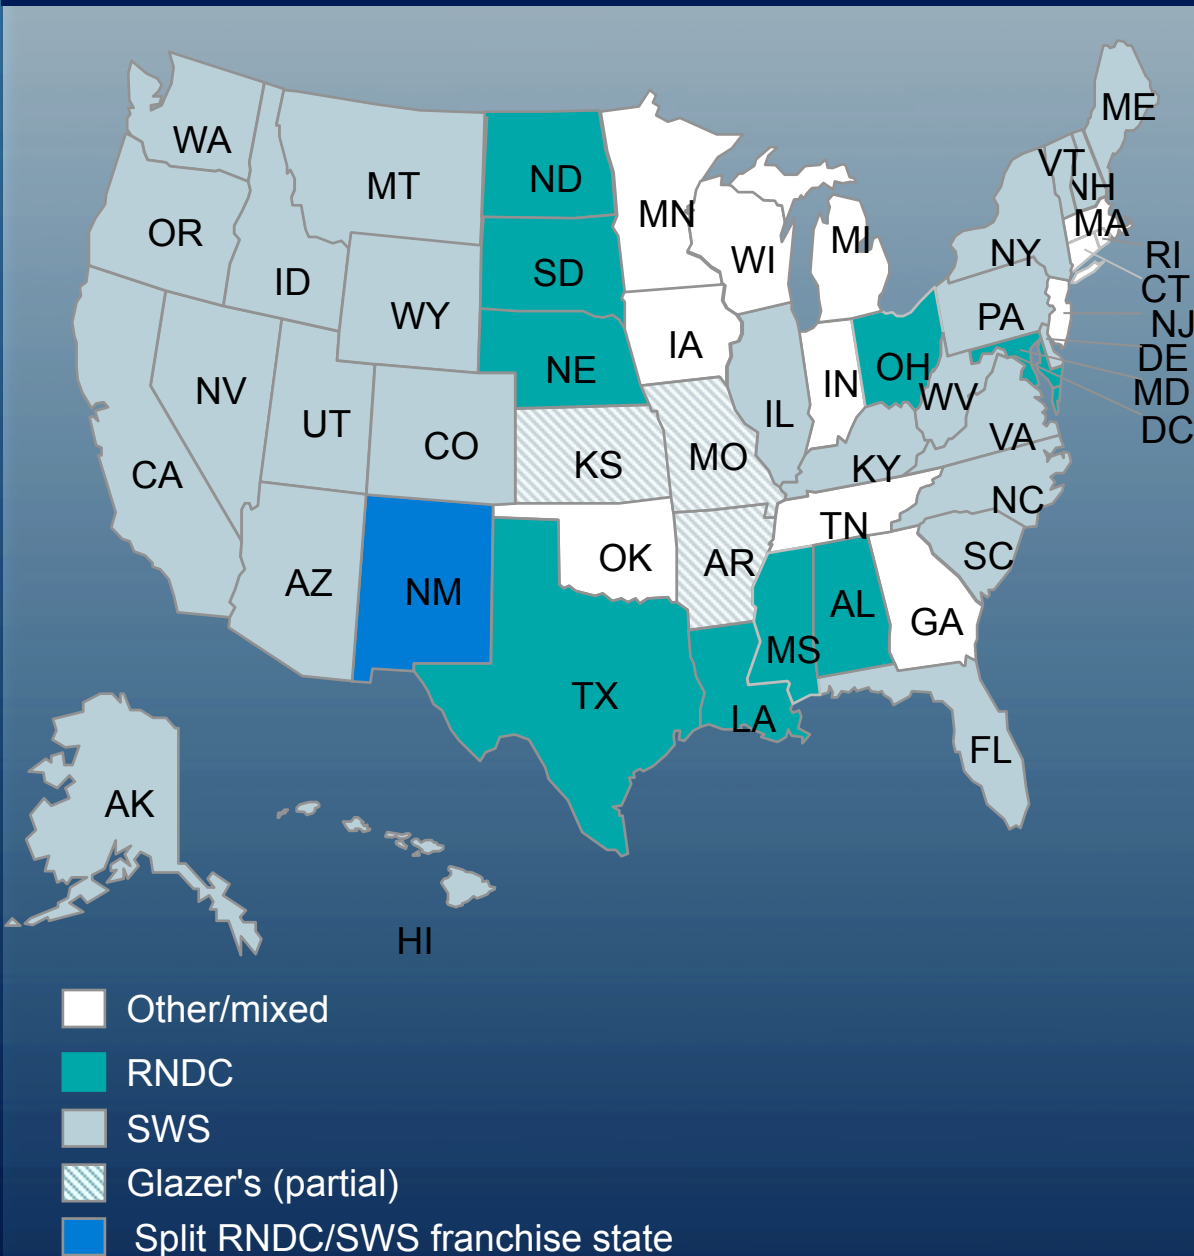 ME
WA
VT
MT
ND
NH
MN
MA
OR
WI
MI
NY
RI
SD
ID
CT
WY
PA
NJ
IA
DE
NE
OH
NV
IN
MD
WV
UT
IL
DC
CO
VA
KS
MO
KY
CA
NC
TN
OK
SC
AR
AZ
NM
AL
GA
MS
TX
LA
FL
AK
HI
Other/mixed
RNDC
SWS
Glazer's (partial)
Split RNDC/SWS franchise state